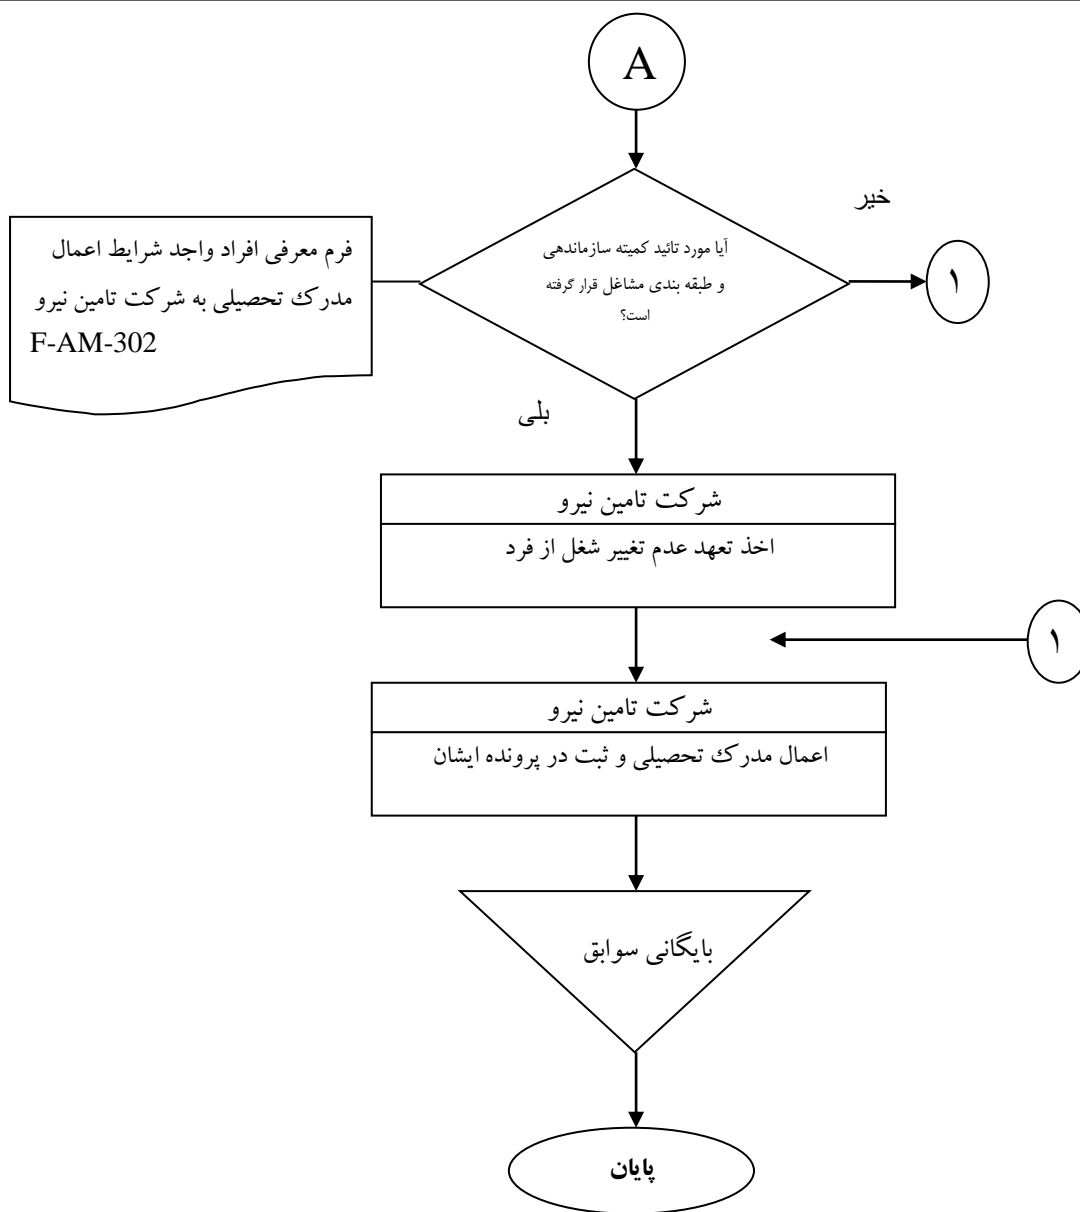 A
خیر
آیا مورد تائید کمیته سازماندهی
و طبقه بندی مشاغل قرار گرفته
است؟
۱
فرم معرفی افراد واجد شرایط اعمال
مدرک تحصیلی به شرکت تامین نیرو
F-AM-302
بلی
شرکت تامین نیرو
اخذ تعهد عدم تغییر شغل از فرد
۱
شرکت تامین نیرو
اعمال مدرک تحصیلی و ثبت در پرونده ایشان
بایگانی سوابق
پایان